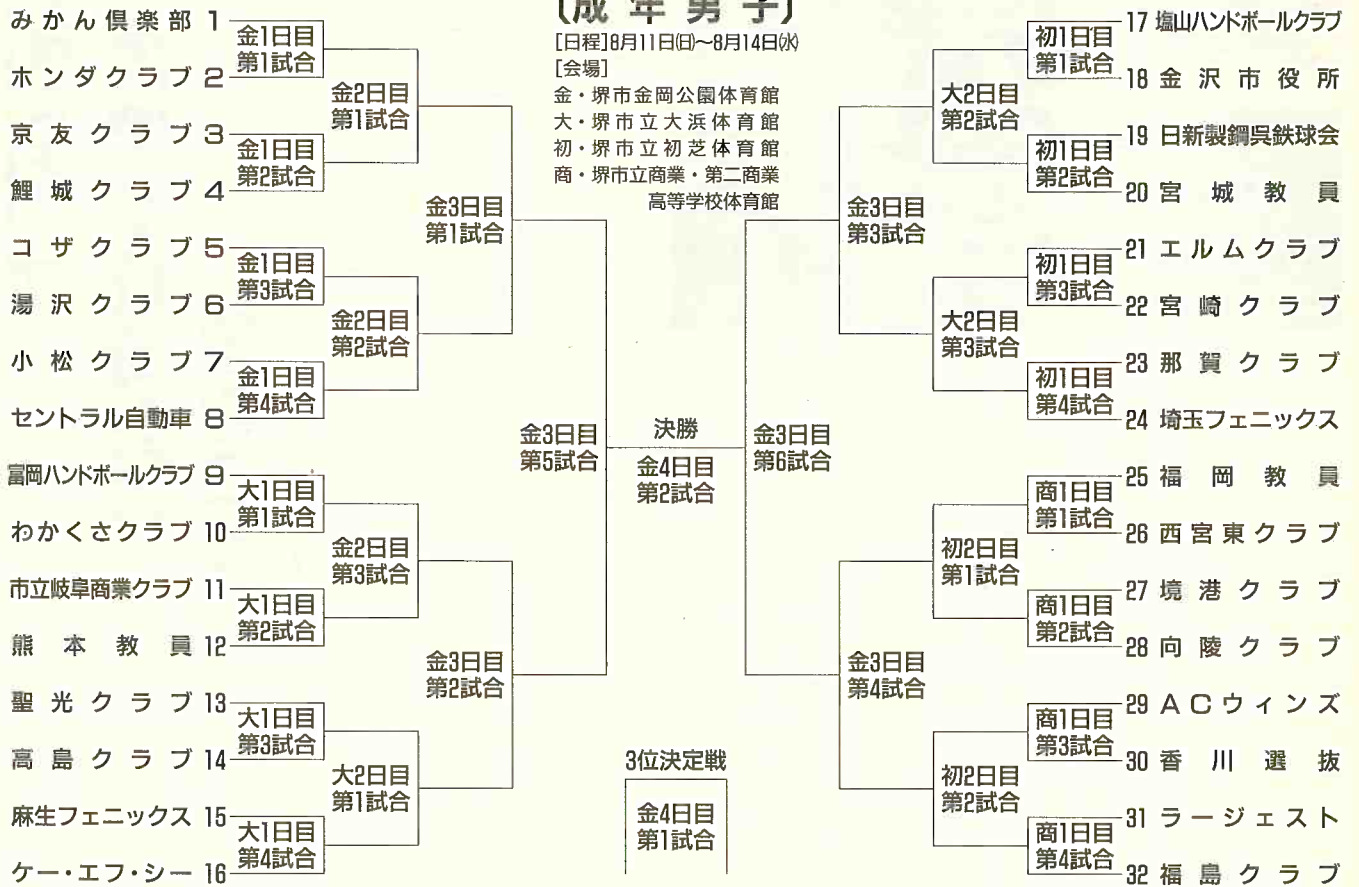 〔成年男子〕
[日程]8月11日(日)～8月14日(水)
[会場]
金・堺市金岡公園体育館
大・堺市立大浜体育館
初・堺市立初芝体育館
商・堺市立商業・第二商業
高等学校体育館
みかん倶楽部 1
ホンダクラブ 2
京友クラブ 3
鯉城クラブ 4
コザクラブ 5
湯沢クラブ 6
小松クラブ 7
セントラル自動車 8
富岡ハンドボールクラブ 9
わかくさクラブ 10
市立岐阜商業クラブ 11
熊本教員 12
聖光クラブ 13
高島クラブ 14
麻生フェニックス 15
ケー・エフ・シー 16
金1日目
第1試合
金1日目
第2試合
金1日目
第3試合
金1日目
第4試合
大1日目
第1試合
大1日目
第2試合
大1日目
第3試合
大1日目
第4試合
金2日目
第1試合
金2日目
第2試合
金2日目
第3試合
大2日目
第1試合
金3日目
第1試合
金3日目
第2試合
金3日目
第5試合
決勝
金4日目
第2試合
3位決定戦
金4日目
第1試合
金3日目
第6試合
金3日目
第3試合
金3日目
第4試合
大2日目
第2試合
大2日目
第3試合
初2日目
第1試合
初2日目
第2試合
初1日目
第1試合
初1日目
第2試合
初1日目
第3試合
初1日目
第4試合
商1日目
第1試合
商1日目
第2試合
商1日目
第3試合
商1日目
第4試合
17 塩山ハンドボールクラブ
18 金沢市役所
19 日新製鋼呉鉄球会
20 宮城教員
21 エルムクラブ
22 宮崎クラブ
23 那賀クラブ
24 埼玉フェニックス
25 福岡教員
26 西宮東クラブ
27 境港クラブ
28 向陵クラブ
29 ACウィンズ
30 香川選抜
31 ラージェスト
32 福島クラブ